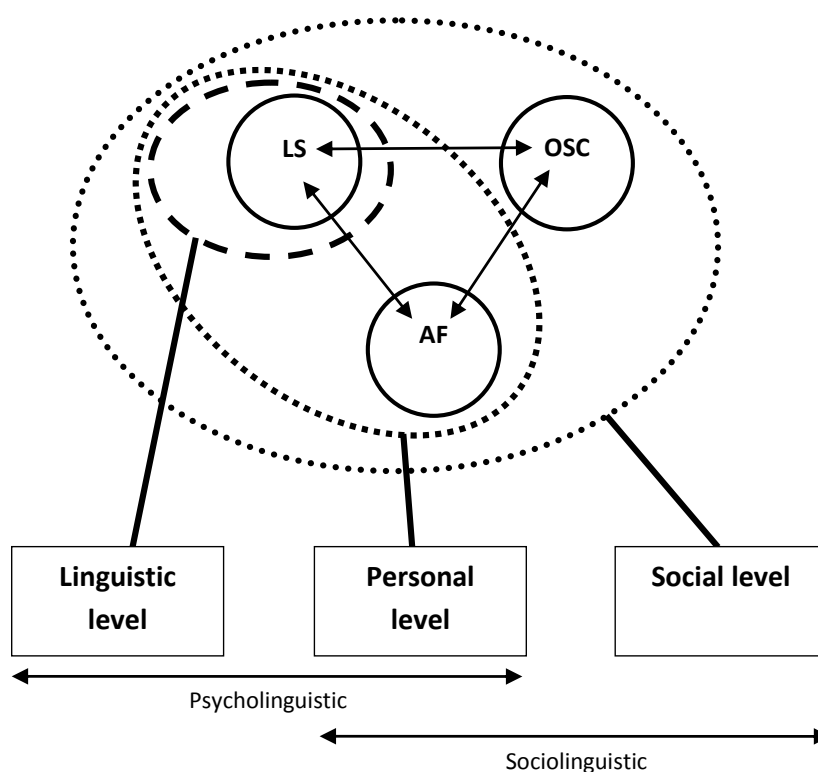 LS
OSC
AF
Linguistic
level
Personal
level
Social level
Psycholinguistic
Sociolinguistic